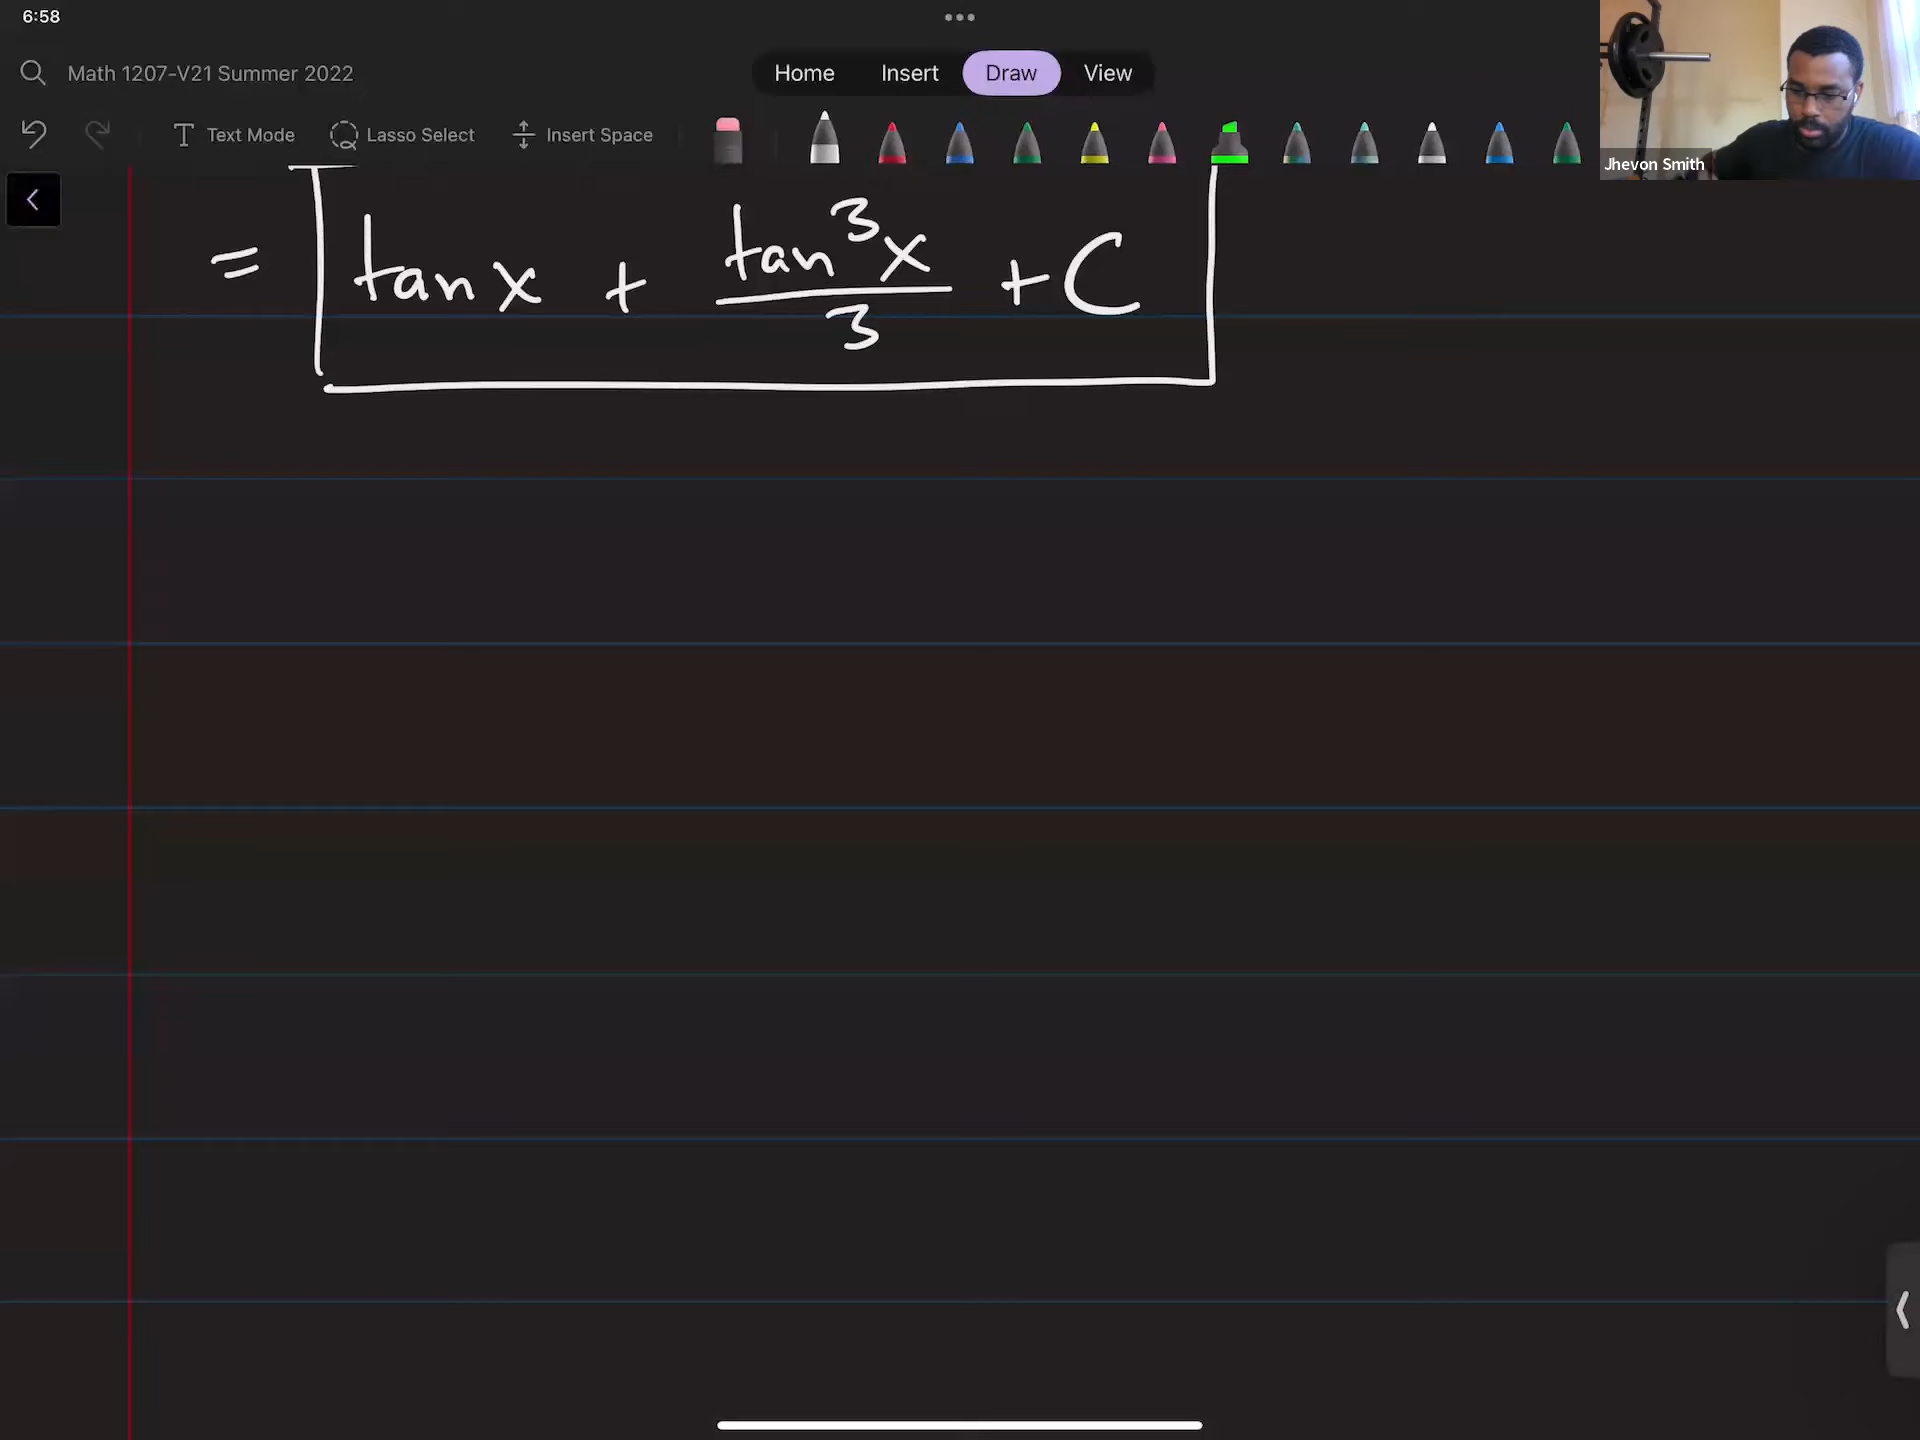 6:58
Math 1207-V21 Summer 2022
Home Insert Draw View
Text Mode Lasso Select Insert Space
Jhevon Smith
= tan x + tan³x / 3 + C